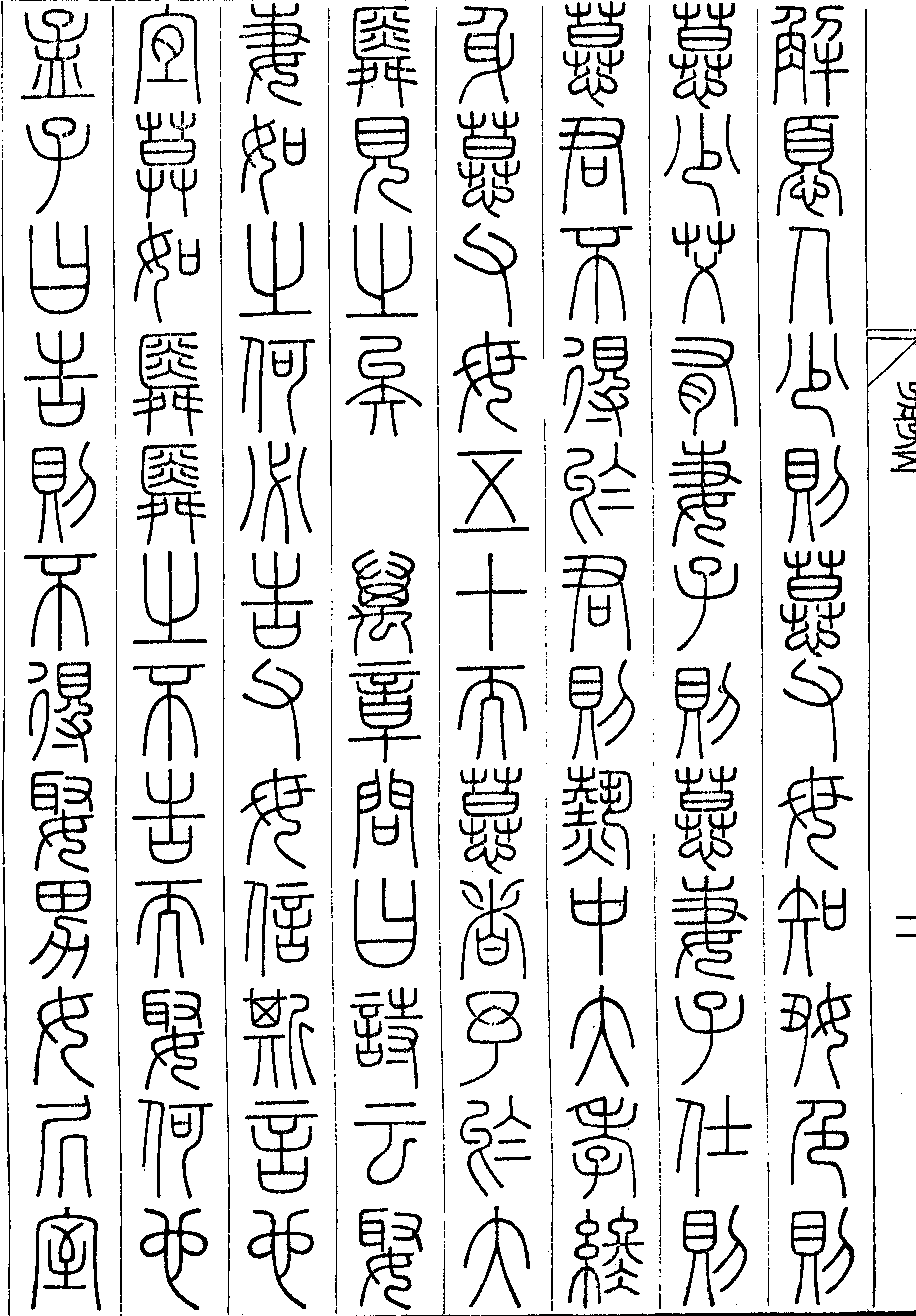 解憂人少則慕父母知好色則
慕少艾有妻子則慕妻子仕則
慕君不得於君則熱中大孝終
身慕父母五十而慕者予於大
舜見之矣 萬章問曰詩云娶
妻如之何必告父母信斯言也
宜莫如舜舜之不告而娶何也
孟子曰告則不得娶男女居室